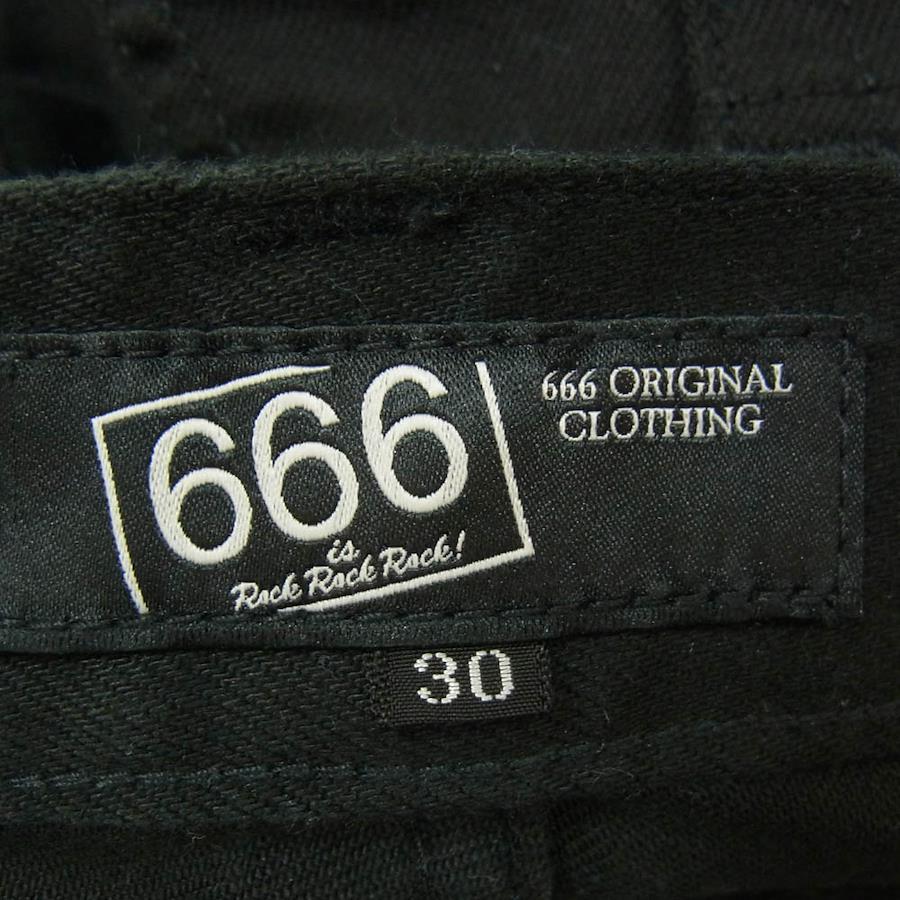 666
is
Rock Rock Rock!
666 ORIGINAL
CLOTHING
30